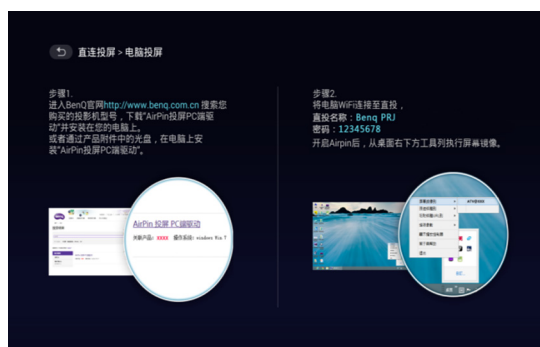 直连投屏 > 电脑投屏
步骤1.
进入BenQ官网http://www.benq.com.cn 搜索您
购买的投影机型号，下载"AirPin投屏PC端驱
动"并安装在您的电脑上。
或者通过产品附件中的光盘，在电脑上安
装"AirPin投屏PC端驱动"。
AirPin 投屏 PC端驱动
关联产品: XXXX 操作系统: windows Win 7
步骤2.
将电脑WiFi连接至直投，
直投名称：Benq PRJ
密码：12345678
开启Airpin后，从桌面右下方工具列执行屏幕镜像。